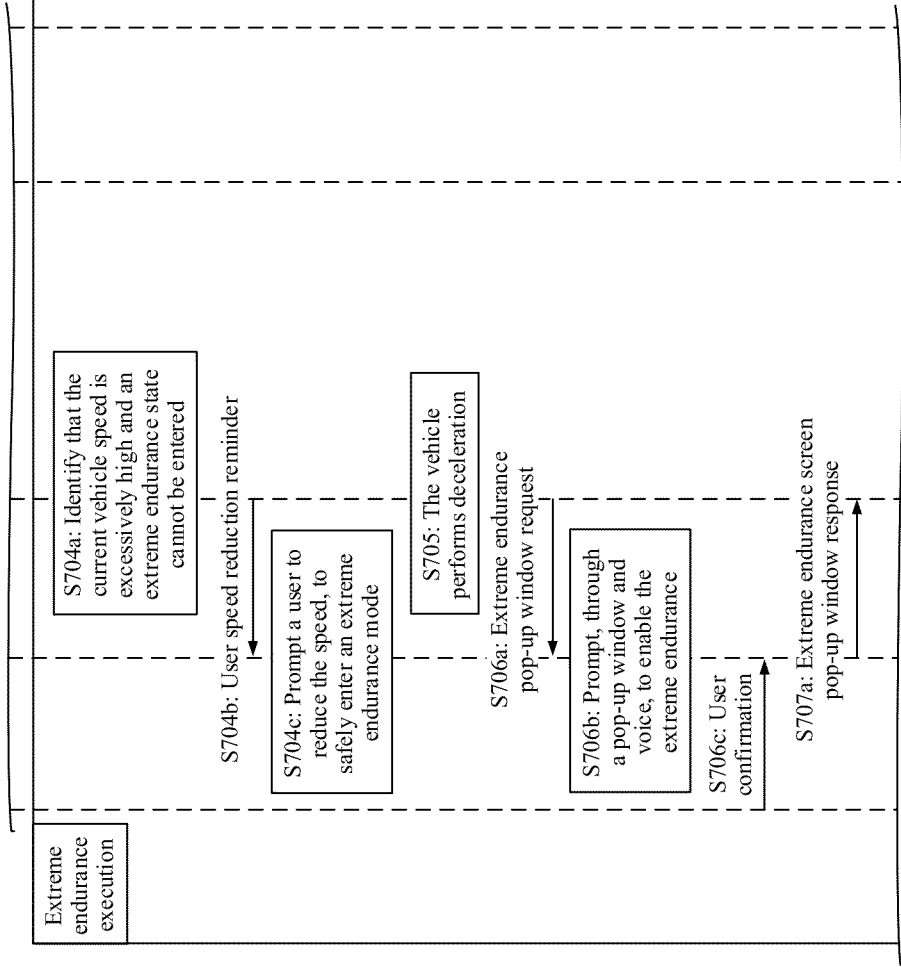 Extreme
endurance
execution
S704a: Identify that the
current vehicle speed is
excessively high and an
extreme endurance state
cannot be entered
S704b: User speed reduction reminder
S704c: Prompt a user to
reduce the speed, to
safely enter an extreme
endurance mode
S705: The vehicle
performs deceleration
S706a: Extreme endurance
pop-up window request
S706b: Prompt, through
a pop-up window and
voice, to enable the
extreme endurance
S706c: User
confirmation
S707a: Extreme endurance screen
pop-up window response